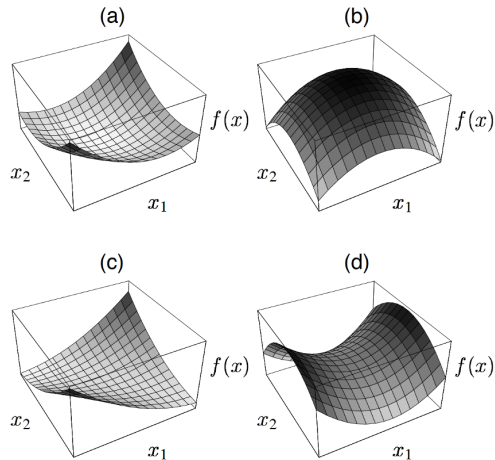 (a)
(b)
f(x)
f(x)
x₂
x₁
x₂
x₁
(c)
(d)
f(x)
f(x)
x₂
x₁
x₂
x₁